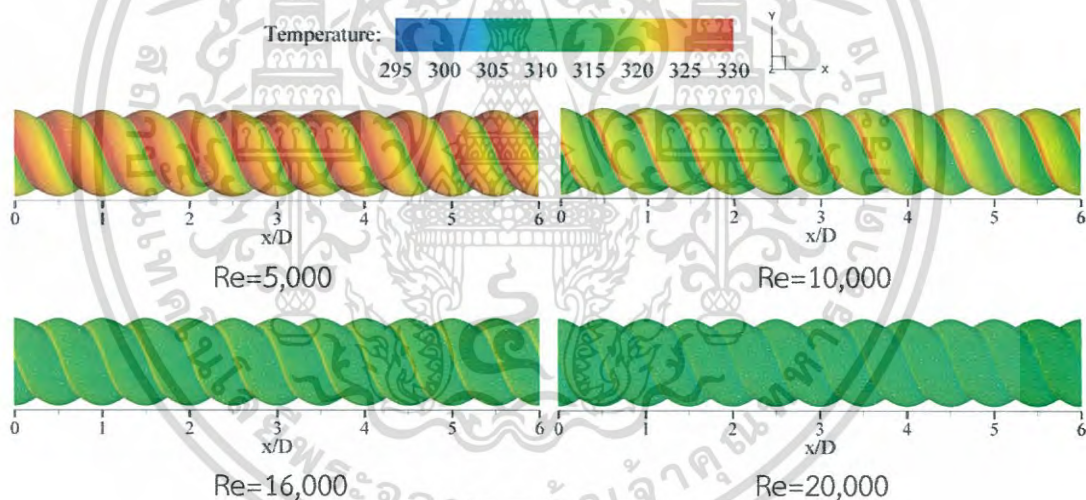 Temperature:
295 300 305 310 315 320 325 330
Y
Z
x
0 1 2 3 4 5 6
x/D
Re=5,000
0 1 2 3 4 5 6
x/D
Re=10,000
0 1 2 3 4 5 6
x/D
Re=16,000
0 1 2 3 4 5 6
x/D
Re=20,000